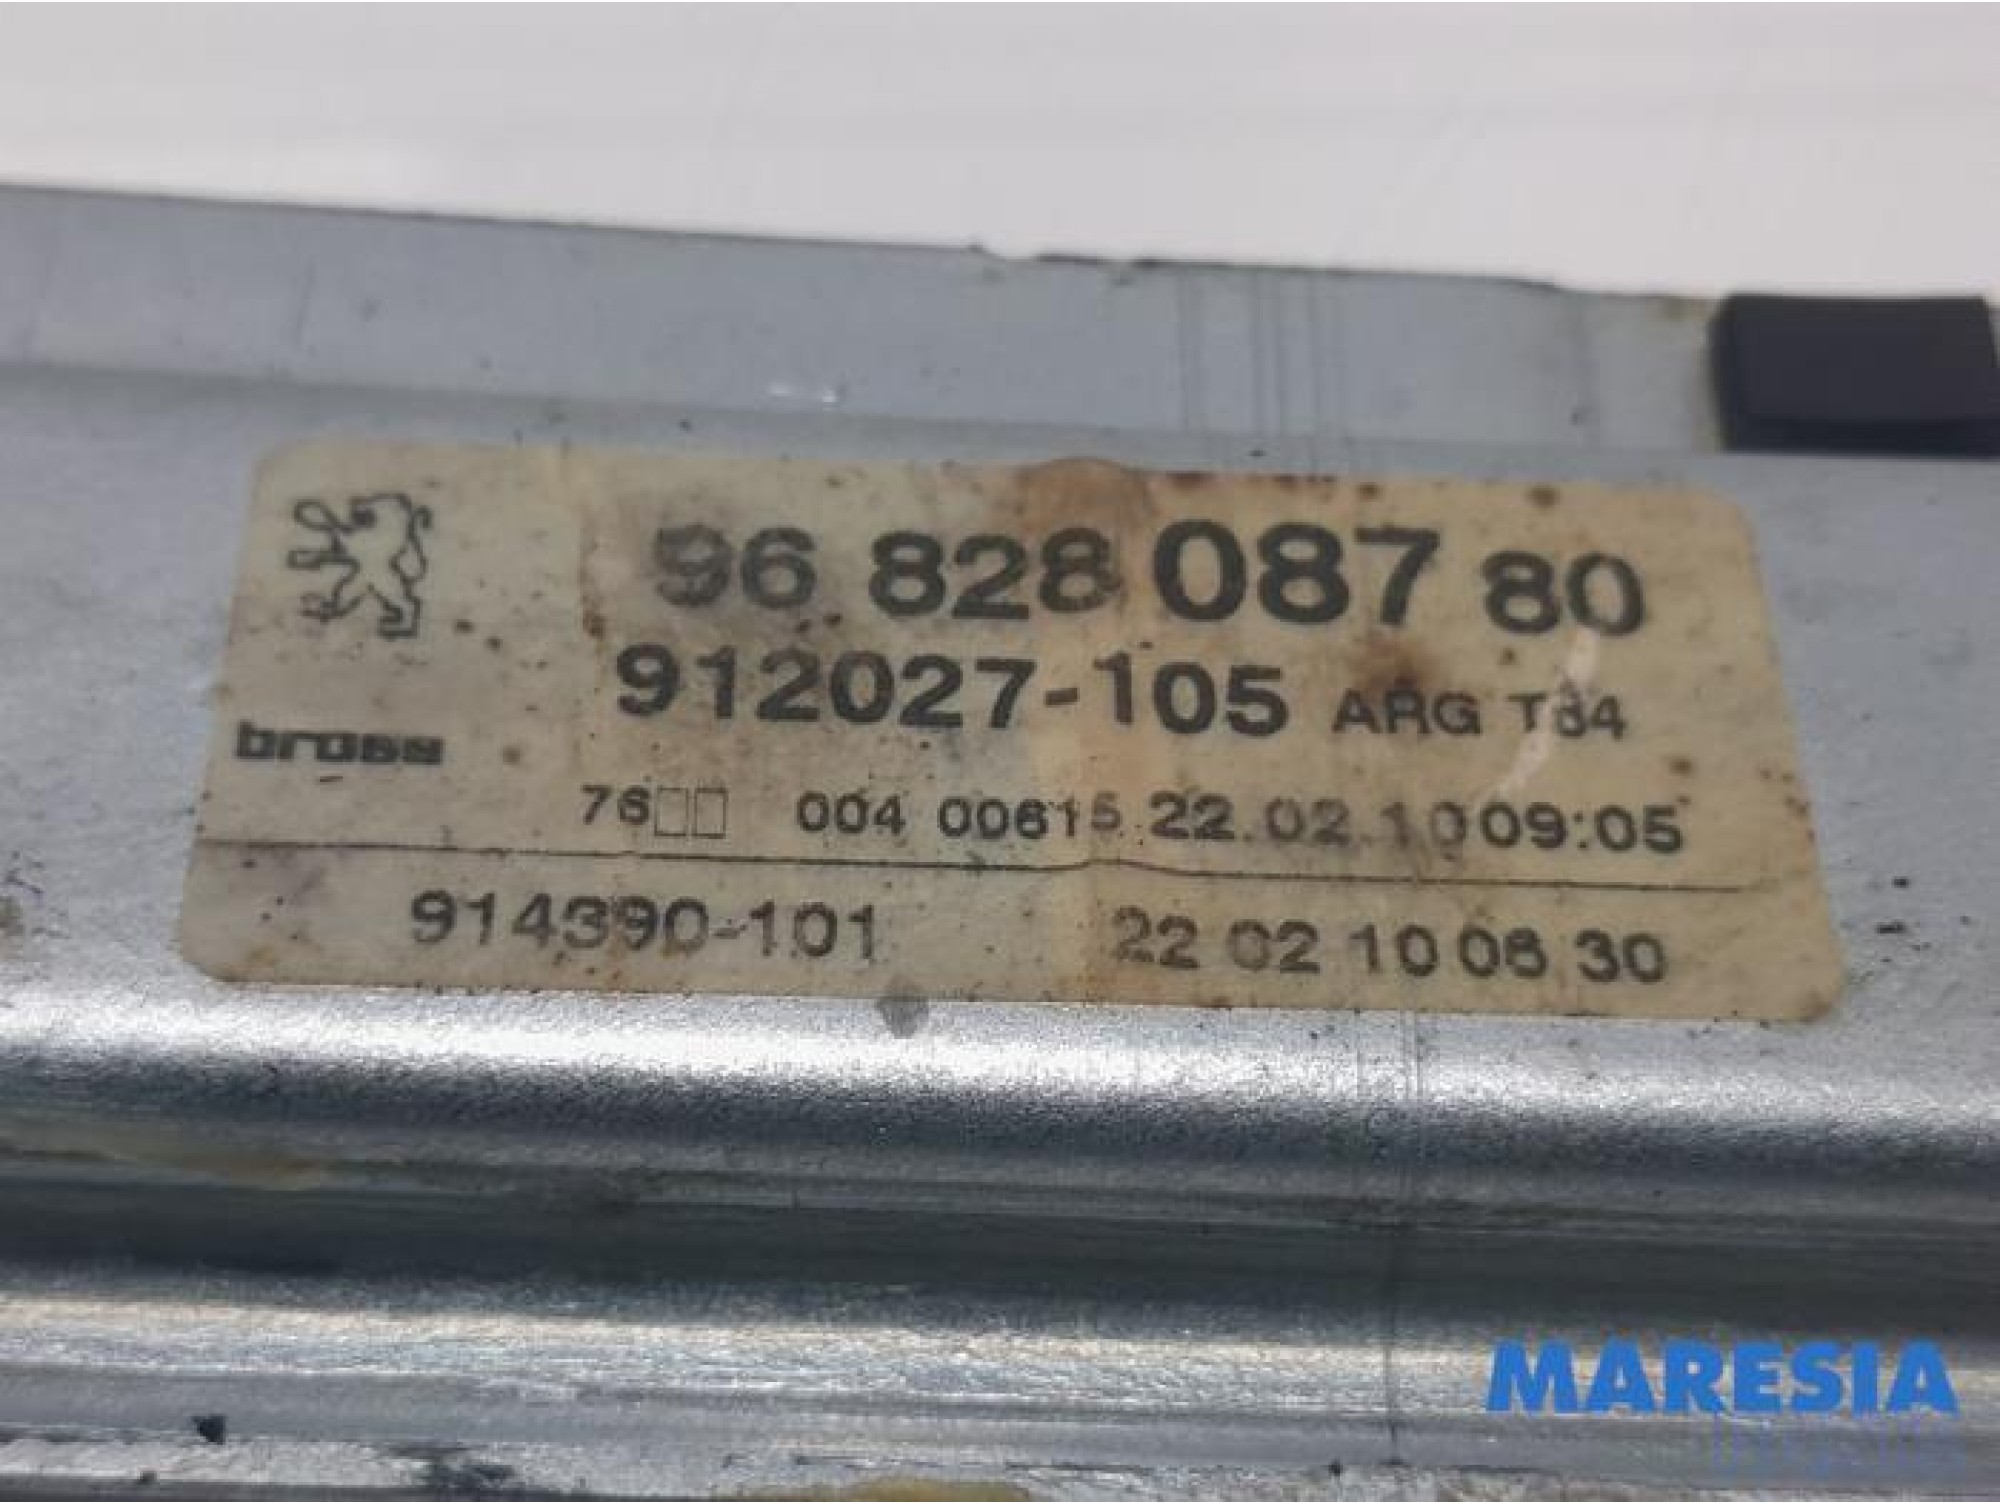 96 828 087 80
912027-105 ARG T84
brose
76□□ 004 00615 22.02.10 09:05
914390-101 22 02 10 08 30
MARESIA